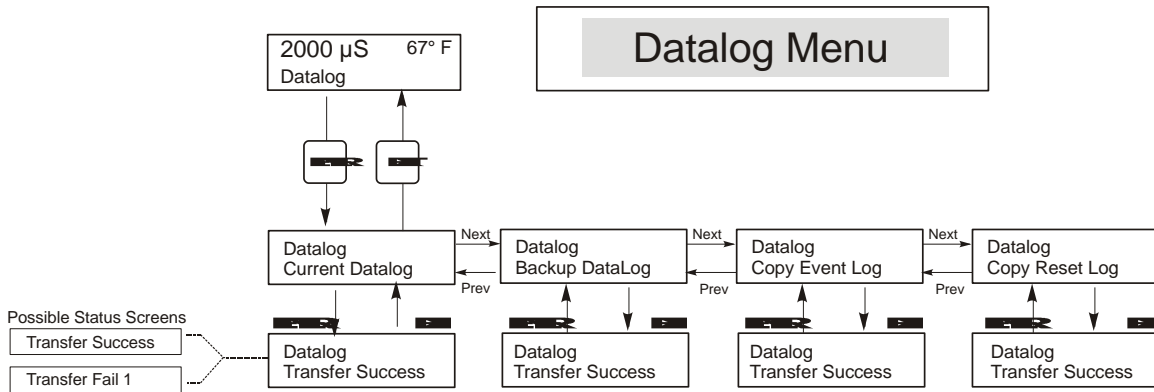 Datalog Menu
2000 µS 67° F
Datalog
Datalog
Current Datalog
Next
Prev
Datalog
Backup DataLog
Next
Prev
Datalog
Copy Event Log
Next
Prev
Datalog
Copy Reset Log
Possible Status Screens
Transfer Success
Transfer Fail 1
Datalog
Transfer Success
Datalog
Transfer Success
Datalog
Transfer Success
Datalog
Transfer Success